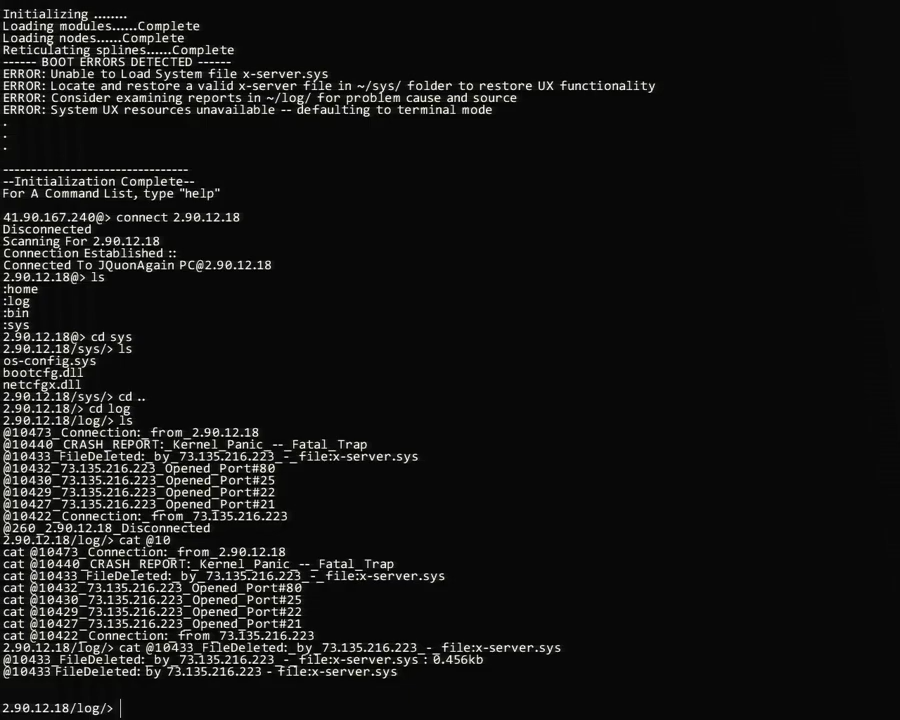 Initializing ........
Loading modules......Complete
Loading nodes......Complete
Reticulating splines......Complete
------ BOOT ERRORS DETECTED ------
ERROR: Unable to Load System file x-server.sys
ERROR: Locate and restore a valid x-server file in ~/sys/ folder to restore UX functionality
ERROR: Consider examining reports in ~/log/ for problem cause and source
ERROR: System UX resources unavailable -- defaulting to terminal mode
.
.
.
---------------------------------
--Initialization Complete--
For A Command List, type "help"
41.90.167.240@> connect 2.90.12.18
Disconnected
Scanning For 2.90.12.18
Connection Established ::
Connected To JQuonAgain PC@2.90.12.18
2.90.12.18@> ls
:home
:log
:bin
:sys
2.90.12.18@> cd sys
2.90.12.18/sys/> ls
os-config.sys
bootcfg.dll
netcfgx.dll
2.90.12.18/sys/> cd ..
2.90.12.18/> cd log
2.90.12.18/log/> ls
@10473_Connection:_from_2.90.12.18
@10440_CRASH_REPORT:_Kernel_Panic_--_Fatal_Trap
@10433_FileDeleted:_by_73.135.216.223_-_file:x-server.sys
@10432_73.135.216.223_Opened_Port#80
@10430_73.135.216.223_Opened_Port#25
@10429_73.135.216.223_Opened_Port#22
@10427_73.135.216.223_Opened_Port#21
@10422_Connection:_from_73.135.216.223
@260_2.90.12.18_Disconnected
2.90.12.18/log/> cat @10
cat @10473_Connection:_from_2.90.12.18
cat @10440_CRASH_REPORT:_Kernel_Panic_--_Fatal_Trap
cat @10433_FileDeleted:_by_73.135.216.223_-_file:x-server.sys
cat @10432_73.135.216.223_Opened_Port#80
cat @10430_73.135.216.223_Opened_Port#25
cat @10429_73.135.216.223_Opened_Port#22
cat @10427_73.135.216.223_Opened_Port#21
cat @10422_Connection:_from_73.135.216.223
2.90.12.18/log/> cat @10433_FileDeleted:_by_73.135.216.223_-_file:x-server.sys
@10433_FileDeleted:_by_73.135.216.223_-_file:x-server.sys : 0.456kb
@10433 FileDeleted: by 73.135.216.223 - file:x-server.sys
2.90.12.18/log/>